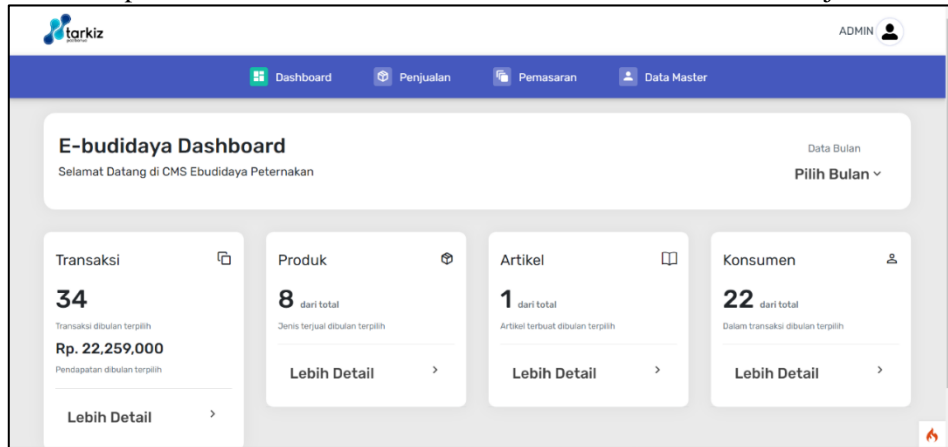 tarkiz
ADMIN
Dashboard Penjualan Pemasaran Data Master
E-budidaya Dashboard
Selamat Datang di CMS Ebudidaya Peternakan
Data Bulan
Pilih Bulan
Transaksi
34
Transaksi dibulan terpilih
Rp. 22,259,000
Pendapatan dibulan terpilih
Lebih Detail
Produk
8 dari total
Jenis terjual dibulan terpilih
Lebih Detail
Artikel
1 dari total
Artikel terbuat dibulan terpilih
Lebih Detail
Konsumen
22 dari total
Dalam transaksi dibulan terpilih
Lebih Detail